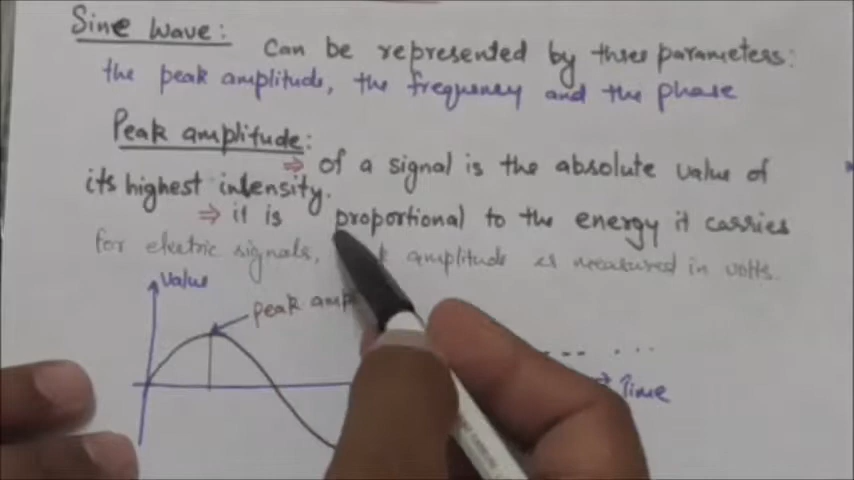 Sine Wave:
Can be represented by three parameters:
the peak amplitude, the frequency and the phase
Peak amplitude:
⇒ of a signal is the absolute value of
its highest intensity.
⇒ it is proportional to the energy it carries
for electric signals, amplitude is measured in volts.
Value
peak amp
Time